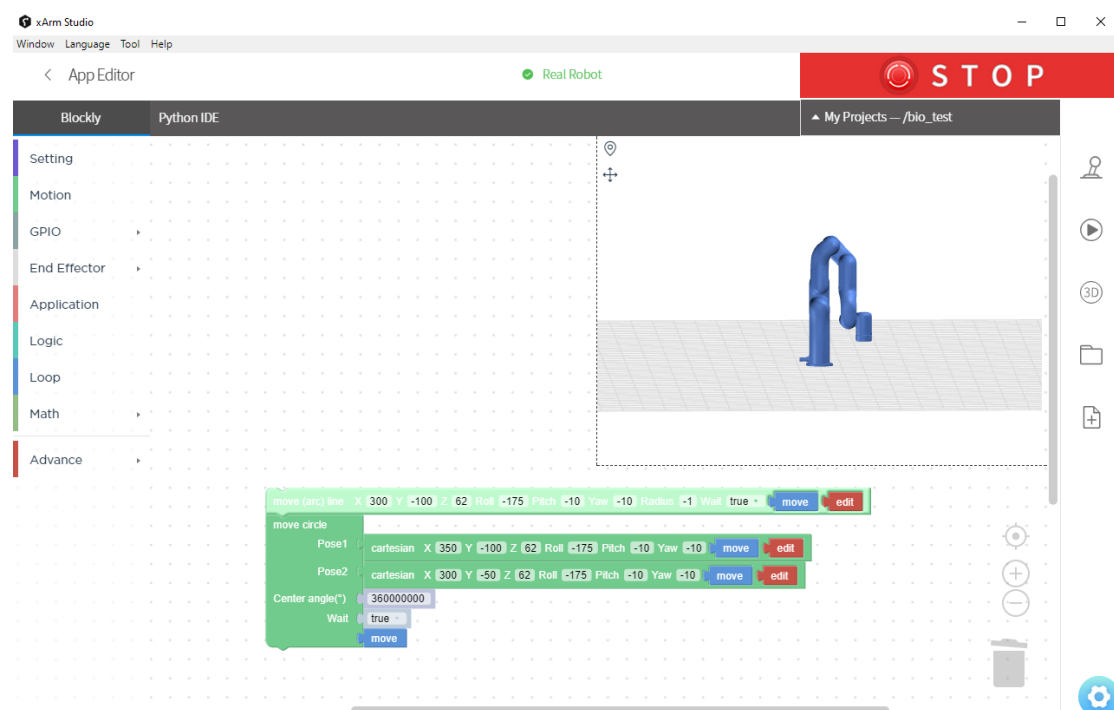 xArm Studio
Window Language Tool Help
App Editor
Real Robot
STOP
Blockly
Python IDE
My Projects — /bio_test
Setting
Motion
GPIO
End Effector
Application
Logic
Loop
Math
Advance
3D
move (arc) line X 300 Y -100 Z 62 Roll -175 Pitch -10 Yaw -10 Radius -1 Wait true move edit
move circle
Pose1 cartesian X 350 Y -100 Z 62 Roll -175 Pitch -10 Yaw -10 move edit
Pose2 cartesian X 300 Y -50 Z 62 Roll -175 Pitch -10 Yaw -10 move edit
Center angle(°) 360000000
Wait true
move